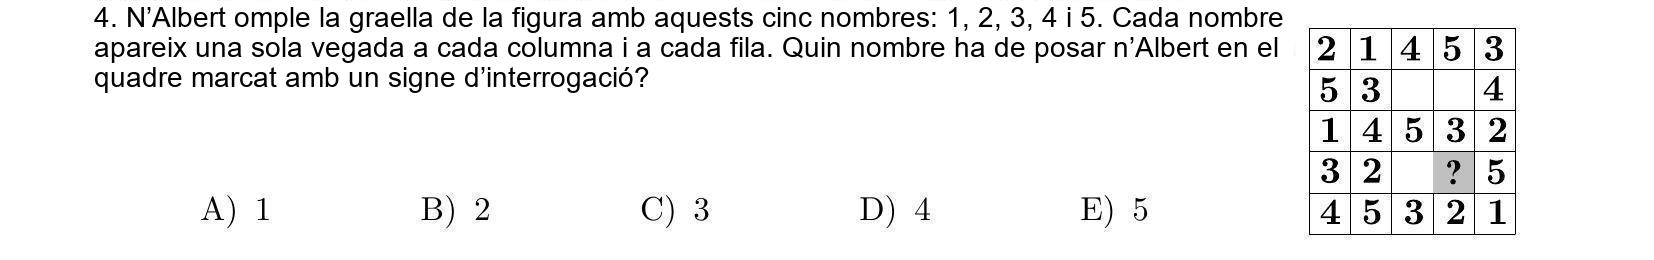 4. N’Albert omple la graella de la figura amb aquests cinc nombres: 1, 2, 3, 4 i 5. Cada nombre
apareix una sola vegada a cada columna i a cada fila. Quin nombre ha de posar n’Albert en el
quadre marcat amb un signe d’interrogació?
A) 1 B) 2 C) 3 D) 4 E) 5
2 1 4 5 3
5 3 4
1 4 5 3 2
3 2 ? 5
4 5 3 2 1